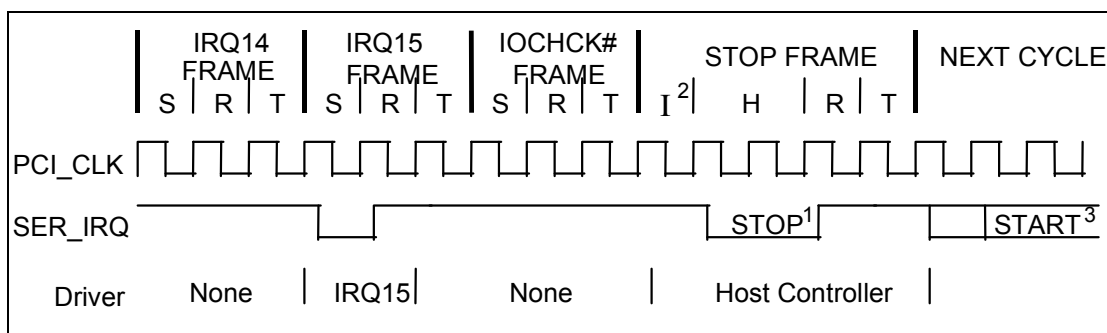 IRQ14 FRAME IRQ15 FRAME IOCHCK# FRAME STOP FRAME NEXT CYCLE
S R T S R T S R T I 2 H R T
PCI_CLK
SER_IRQ STOP1 START3
Driver None IRQ15 None Host Controller